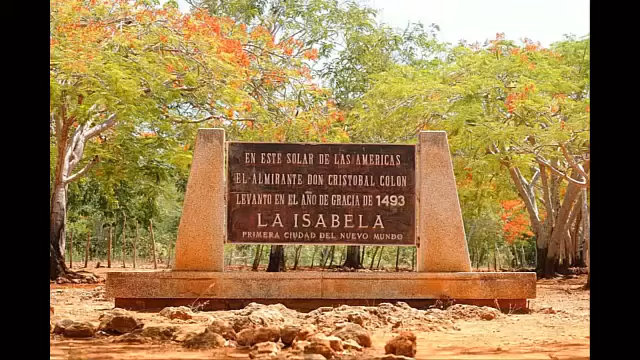 EN ESTE SOLAR DE LAS AMERICAS
EL ALMIRANTE DON CRISTOBAL COLON
LEVANTO EN EL AÑO DE GRACIA DE 1493
LA ISABELA
PRIMERA CIUDAD DEL NUEVO MUNDO